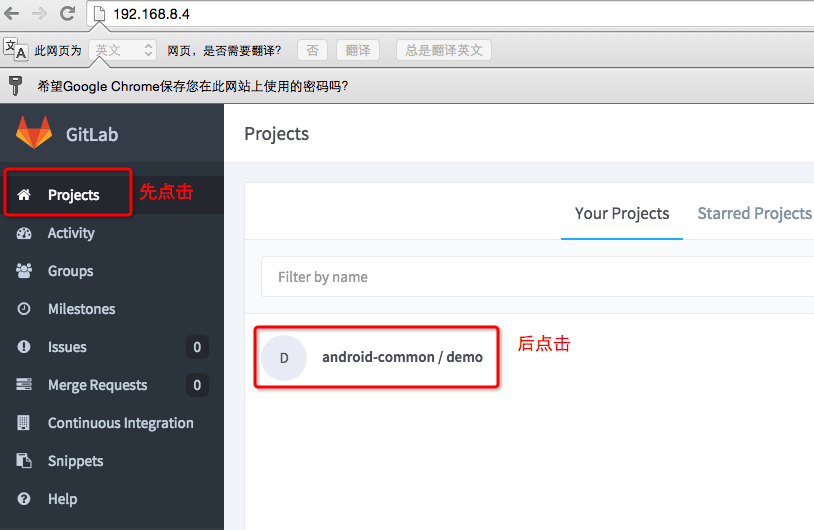 192.168.8.4
文A 此网页为 英文 网页，是否需要翻译? 否 翻译 总是翻译英文
希望Google Chrome保存您在此网站上使用的密码吗?
GitLab
Projects
Projects 先点击
Your Projects Starred Projects
Activity
Groups
Filter by name
Milestones
Issues 0
D android-common / demo 后点击
Merge Requests 0
Continuous Integration
Snippets
Help